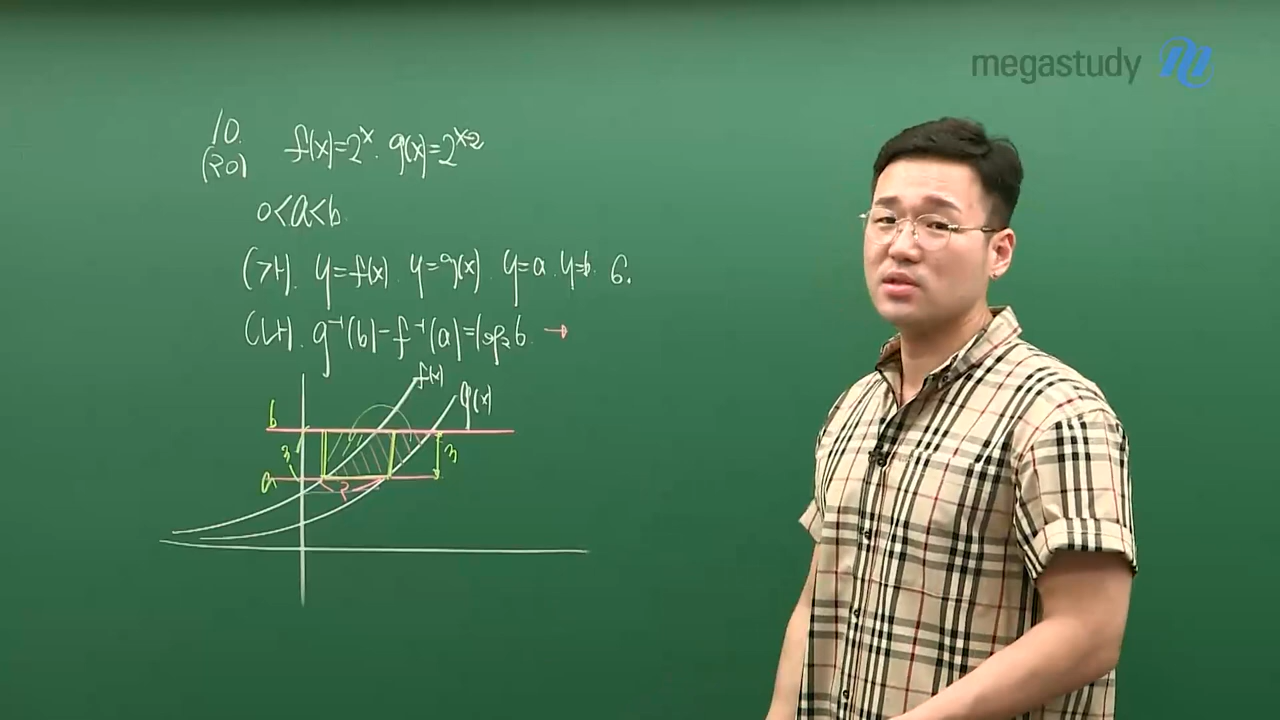 megastudy
10.
(20)
f(x)=2^x. g(x)=2^{x-2}
0<a<b.
(가). y=f(x). y=g(x). y=a. y=b. 6.
(나). g⁻¹(b)-f⁻¹(a)=log₂6. →
f(x)
g(x)
b
3
3
a
2